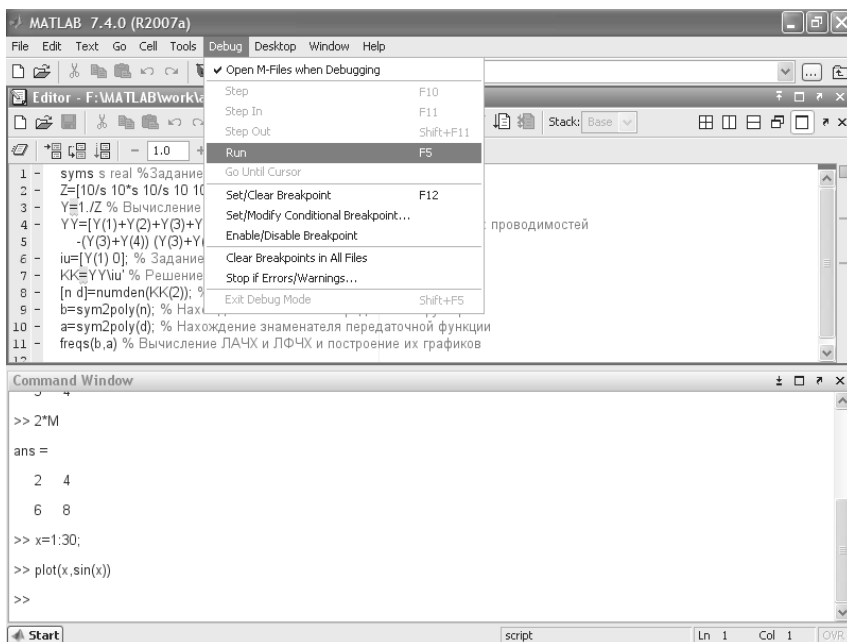 MATLAB 7.4.0 (R2007a)
File Edit Text Go Cell Tools Debug Desktop Window Help
Open M-Files when Debugging
Editor - F:\MATLAB\work\
Step F10
Step In F11
Step Out Shift+F11
Stack: Base
1.0
Run F5
Go Until Cursor
Set/Clear Breakpoint F12
Set/Modify Conditional Breakpoint...
Enable/Disable Breakpoint
Clear Breakpoints in All Files
Stop if Errors/Warnings...
Exit Debug Mode Shift+F5
1 - syms s real %Задание
2 - Z=[10/s 10*s 10/s 10 10
3 - Y=1./Z % Вычисление
4 - YY=[Y(1)+Y(2)+Y(3)+Y проводимостей
5 -(Y(3)+Y(4)) (Y(3)+Y(
6 - iu=[Y(1) 0]; % Задание
7 - KK=YY\iu' % Решение
8 - [n d]=numden(KK(2)); %
9 - b=sym2poly(n); %
10 - a=sym2poly(d); % Нахождение знаменателя передаточной функции
11 - freqs(b,a) % Вычисление ЛАЧХ и ЛФЧХ и построение их графиков
12
Command Window
3 4
>> 2*M
ans =
2 4
6 8
>> x=1:30;
>> plot(x,sin(x))
>>
Start script Ln 1 Col 1 OVR